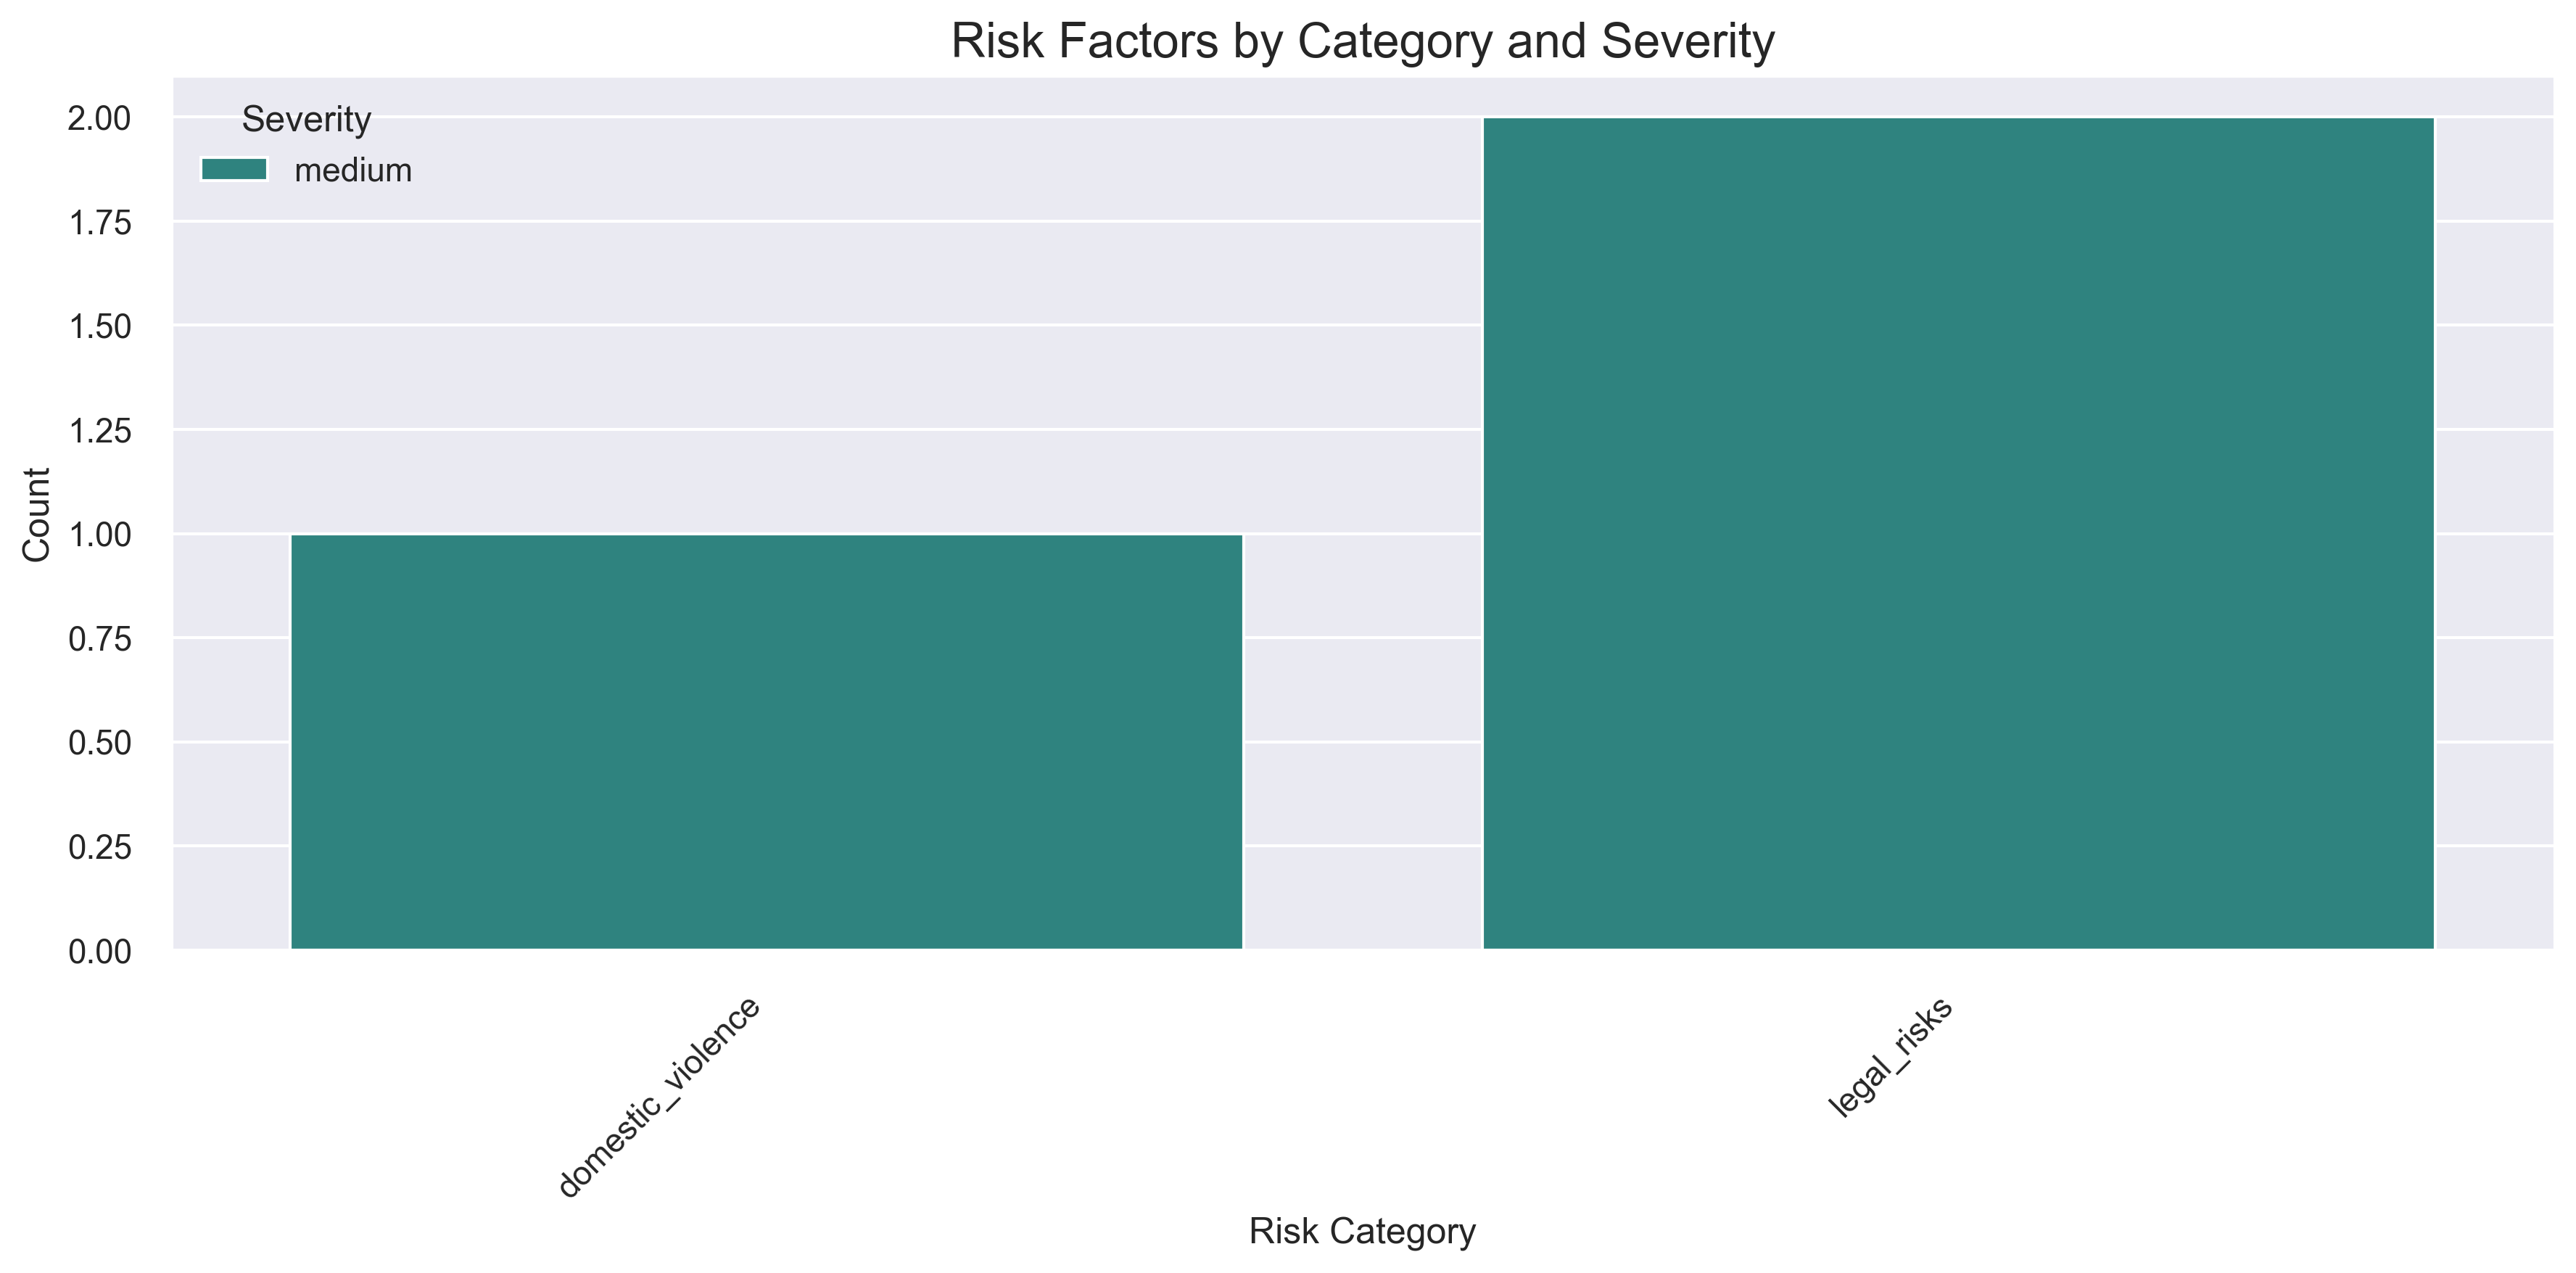 Risk Factors by Category and Severity
Severity
medium
2.00
1.75
1.50
1.25
1.00
0.75
0.50
0.25
0.00
Count
domestic_violence
legal_risks
Risk Category